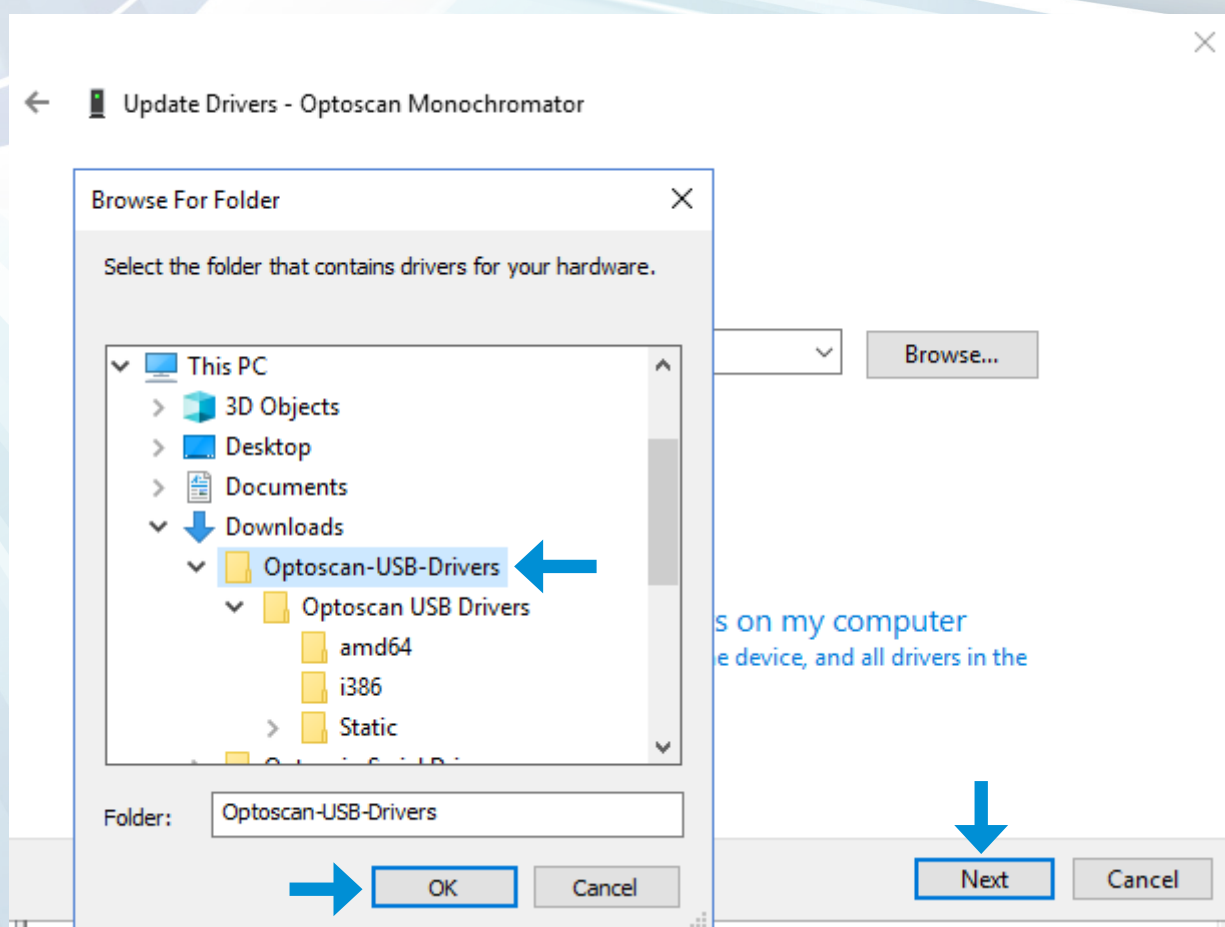 Update Drivers - Optoscan Monochromator
Browse For Folder
Select the folder that contains drivers for your hardware.
This PC
3D Objects
Desktop
Documents
Downloads
Optoscan-USB-Drivers
Optoscan USB Drivers
amd64
i386
Static
Browse...
s on my computer
e device, and all drivers in the
Folder:
Optoscan-USB-Drivers
OK
Cancel
Next
Cancel